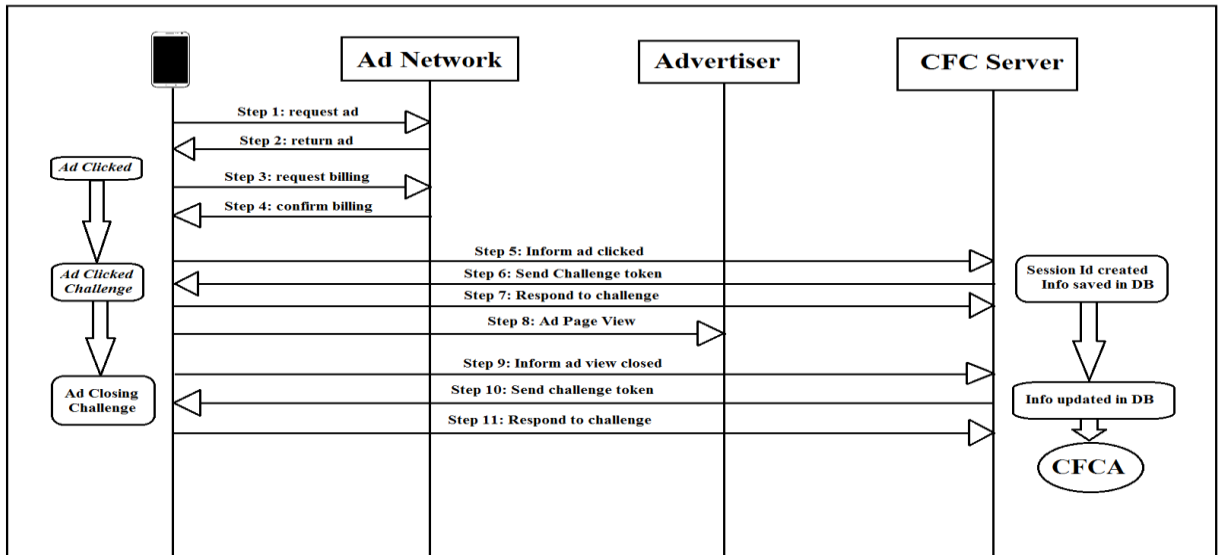 Ad Network
Advertiser
CFC Server
Step 1: request ad
Step 2: return ad
Ad Clicked
Step 3: request billing
Step 4: confirm billing
Step 5: Inform ad clicked
Ad Clicked
Challenge
Step 6: Send Challenge token
Session Id created
Info saved in DB
Step 7: Respond to challenge
Step 8: Ad Page View
Step 9: Inform ad view closed
Ad Closing
Challenge
Step 10: Send challenge token
Info updated in DB
Step 11: Respond to challenge
CFCA